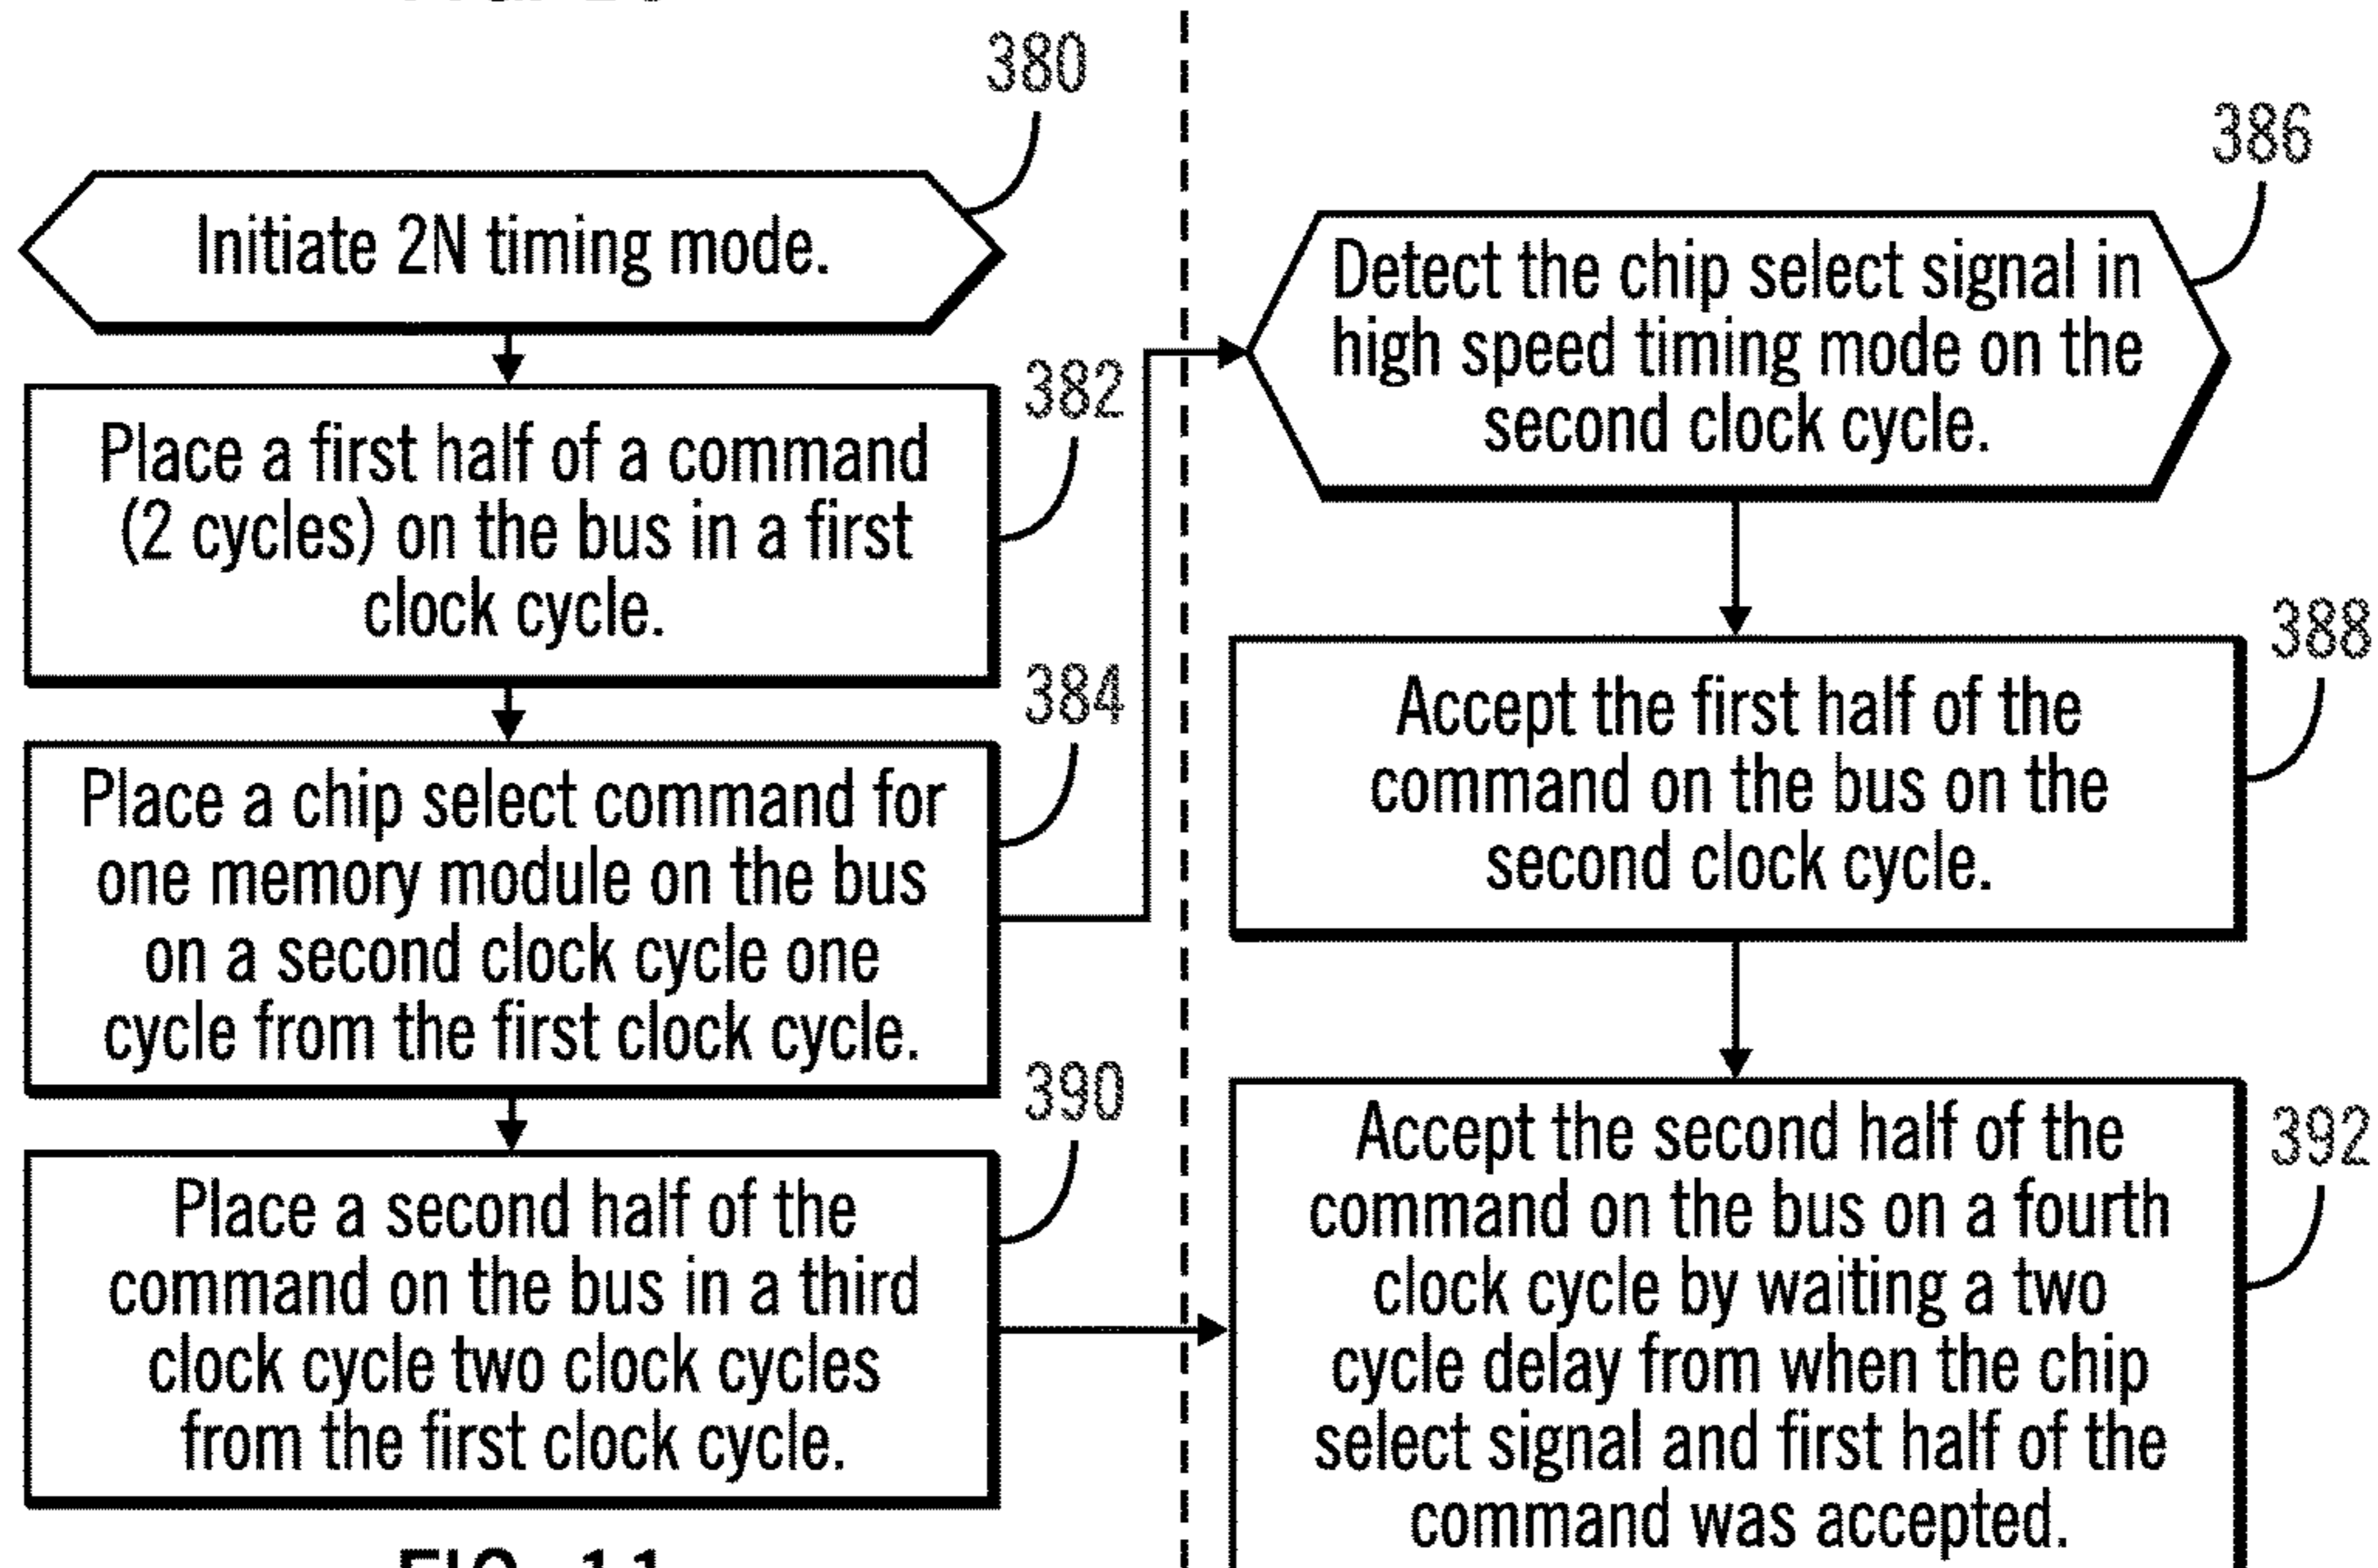 380
Initiate 2N timing mode.
382
Place a first half of a command
(2 cycles) on the bus in a first
clock cycle.
384
Place a chip select command for
one memory module on the bus
on a second clock cycle one
cycle from the first clock cycle.
390
Place a second half of the
command on the bus in a third
clock cycle two clock cycles
from the first clock cycle.
386
Detect the chip select signal in
high speed timing mode on the
second clock cycle.
388
Accept the first half of the
command on the bus on the
second clock cycle.
392
Accept the second half of the
command on the bus on a fourth
clock cycle by waiting a two
cycle delay from when the chip
select signal and first half of the
command was accepted.
FIG. 11